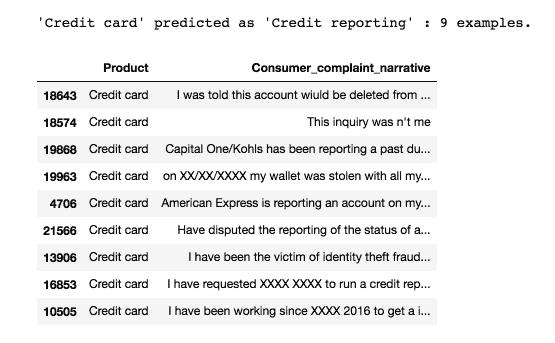 'Credit card' predicted as 'Credit reporting' : 9 examples.
Product Consumer_complaint_narrative
18643 Credit card I was told this account wiuld be deleted from ...
18574 Credit card This inquiry was n't me
19868 Credit card Capital One/Kohls has been reporting a past du...
19963 Credit card on XX/XX/XXXX my wallet was stolen with all my...
4706 Credit card American Express is reporting an account on my...
21566 Credit card Have disputed the reporting of the status of a...
13906 Credit card I have been the victim of identity theft fraud...
16853 Credit card I have requested XXXX XXXX to run a credit rep...
10505 Credit card I have been working since XXXX 2016 to get a i...